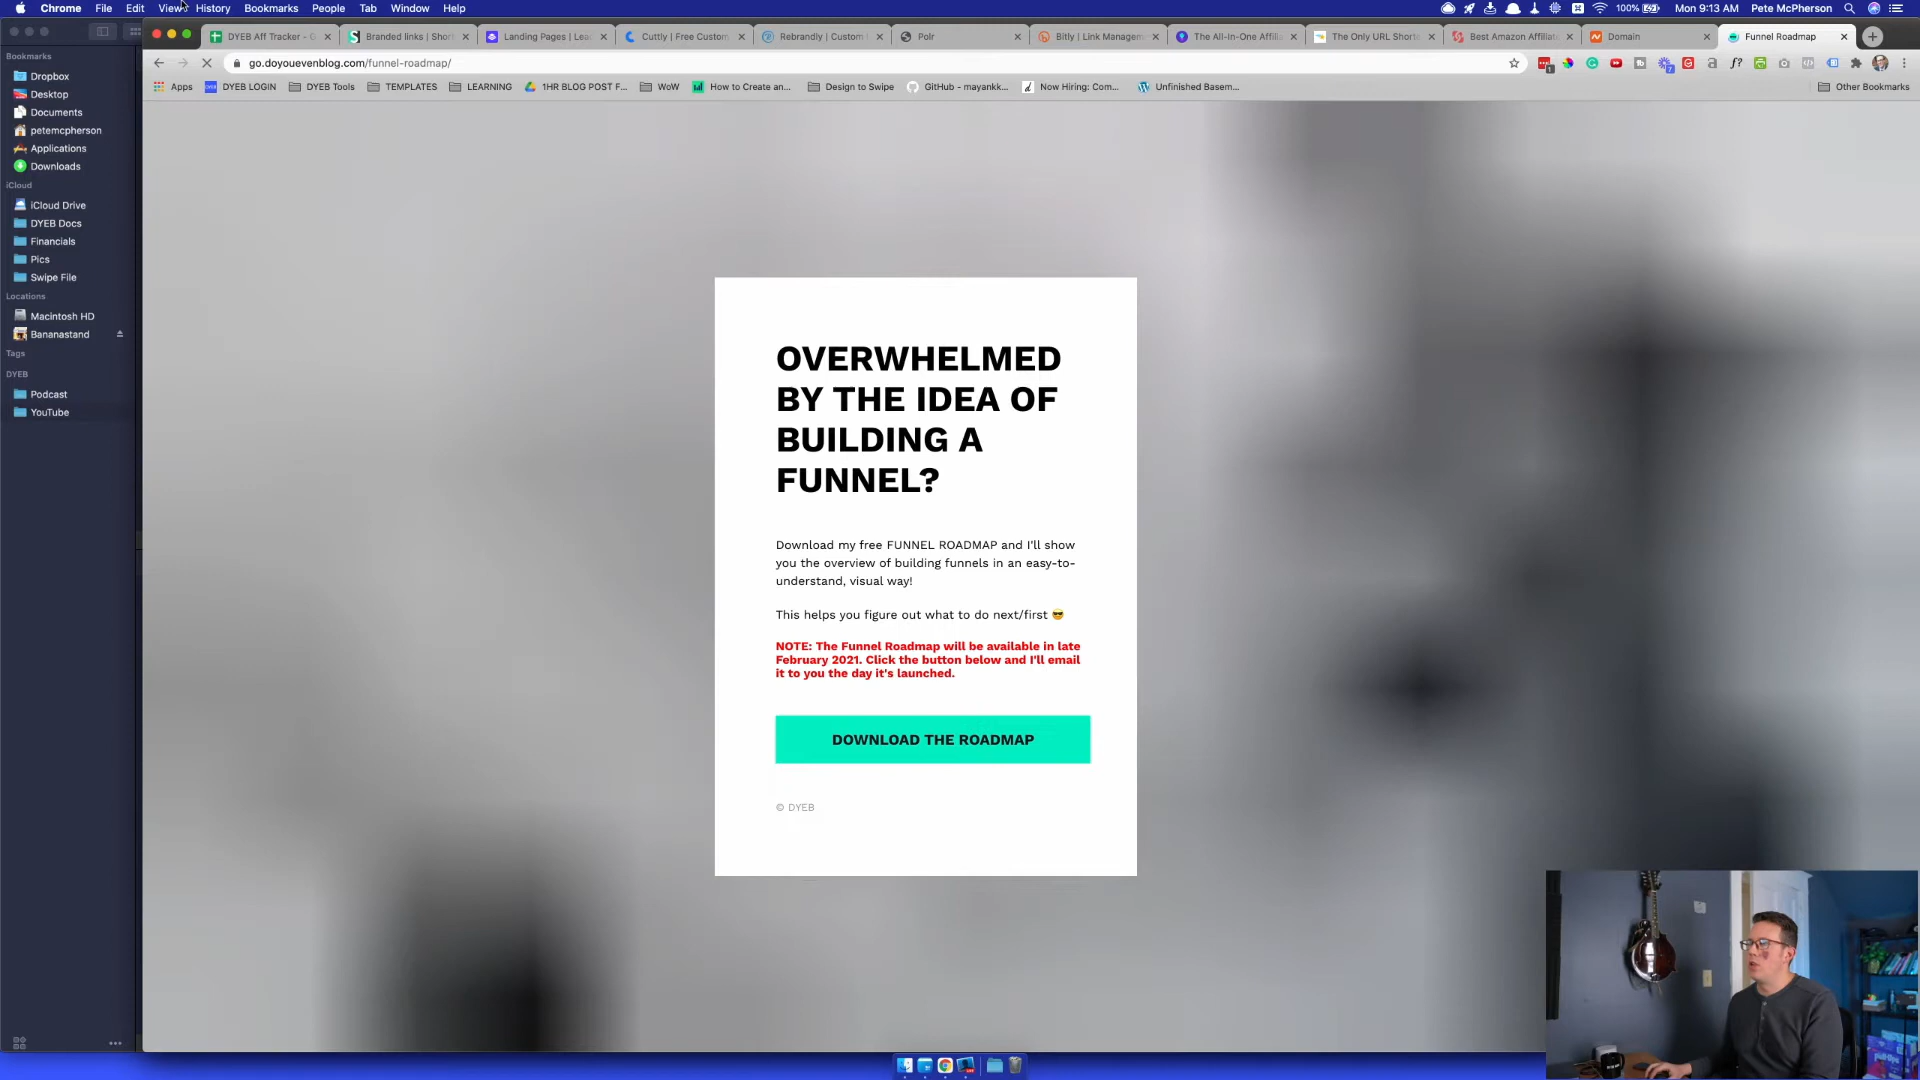 Chrome File Edit View History Bookmarks People Tab Window Help
100% Mon 9:13 AM Pete McPherson
DYEB Aff Tracker - G
Branded links | Shor
Landing Pages | Lea
Cuttly | Free Custom
Rebrandly | Custom
Polr
Bitly | Link Managem
The All-In-One Affilia
The Only URL Shorte
Best Amazon Affiliat
Domain
Funnel Roadmap
go.doyouevenblog.com/funnel-roadmap/
Apps
DYEB LOGIN
DYEB Tools
TEMPLATES
LEARNING
1HR BLOG POST F...
WoW
How to Create an...
Design to Swipe
GitHub - mayankk...
Now Hiring: Com...
Unfinished Basem...
Other Bookmarks
Bookmarks
Dropbox
Desktop
Documents
petemcpherson
Applications
Downloads
iCloud
iCloud Drive
DYEB Docs
Financials
Pics
Swipe File
Locations
Macintosh HD
Bananastand
Tags
DYEB
Podcast
YouTube
OVERWHELMED
BY THE IDEA OF
BUILDING A
FUNNEL?
Download my free FUNNEL ROADMAP and I'll show
you the overview of building funnels in an easy-to-
understand, visual way!
This helps you figure out what to do next/first 😎
NOTE: The Funnel Roadmap will be available in late
February 2021. Click the button below and I'll email
it to you the day it's launched.
DOWNLOAD THE ROADMAP
© DYEB